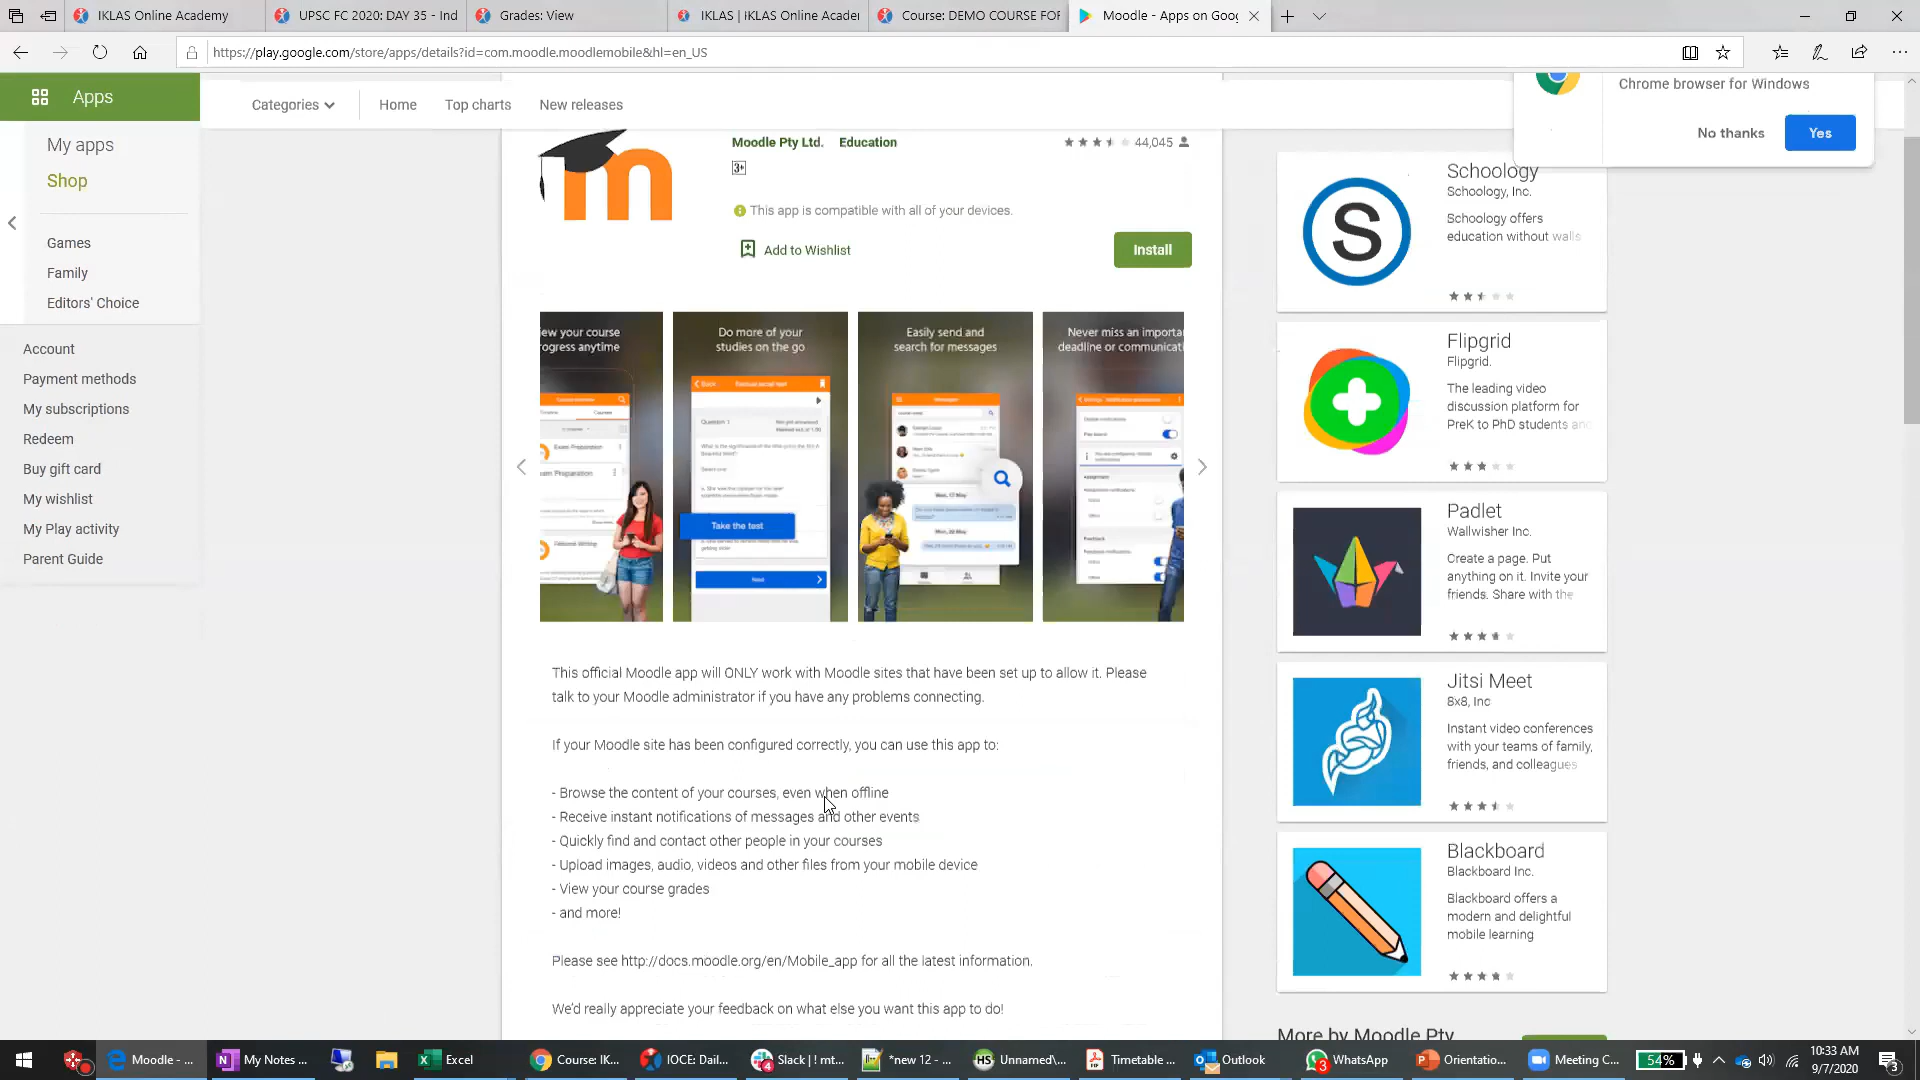 IKLAS Online Academy
UPSC FC 2020: DAY 35 - Ind
Grades: View
IKLAS | iKLAS Online Acader
Course: DEMO COURSE FOR
Moodle - Apps on Goog
https://play.google.com/store/apps/details?id=com.moodle.moodlemobile&hl=en_US
Apps
Categories
Home
Top charts
New releases
Chrome browser for Windows
No thanks
Yes
My apps
Shop
Games
Family
Editors' Choice
Account
Payment methods
My subscriptions
Redeem
Buy gift card
My wishlist
My Play activity
Parent Guide
Moodle Pty Ltd.
Education
44,045
3+
This app is compatible with all of your devices.
Add to Wishlist
Install
iew your course
ogress anytime
Do more of your
studies on the go
Take the test
Next
Easily send and
search for messages
Never miss an importa
deadline or communicati
This official Moodle app will ONLY work with Moodle sites that have been set up to allow it. Please
talk to your Moodle administrator if you have any problems connecting.
If your Moodle site has been configured correctly, you can use this app to:
- Browse the content of your courses, even when offline
- Receive instant notifications of messages and other events
- Quickly find and contact other people in your courses
- Upload images, audio, videos and other files from your mobile device
- View your course grades
- and more!
Please see http://docs.moodle.org/en/Mobile_app for all the latest information.
We'd really appreciate your feedback on what else you want this app to do!
Schoology
Schoology, Inc.
Schoology offers
education without walls
Flipgrid
Flipgrid.
The leading video
discussion platform for
PreK to PhD students and
Padlet
Wallwisher Inc.
Create a page. Put
anything on it. Invite your
friends. Share with the
Jitsi Meet
8x8, Inc
Instant video conferences
with your teams of family,
friends, and colleagues
Blackboard
Blackboard Inc.
Blackboard offers a
modern and delightful
mobile learning
More by Moodle Pty
Moodle - ...
My Notes ...
Excel
Course: IK...
IOCE: Dail...
Slack | ! mt...
*new 12 - ...
Unnamed\...
Timetable ...
Outlook
WhatsApp
Orientatio...
Meeting C...
54%
10:33 AM
9/7/2020